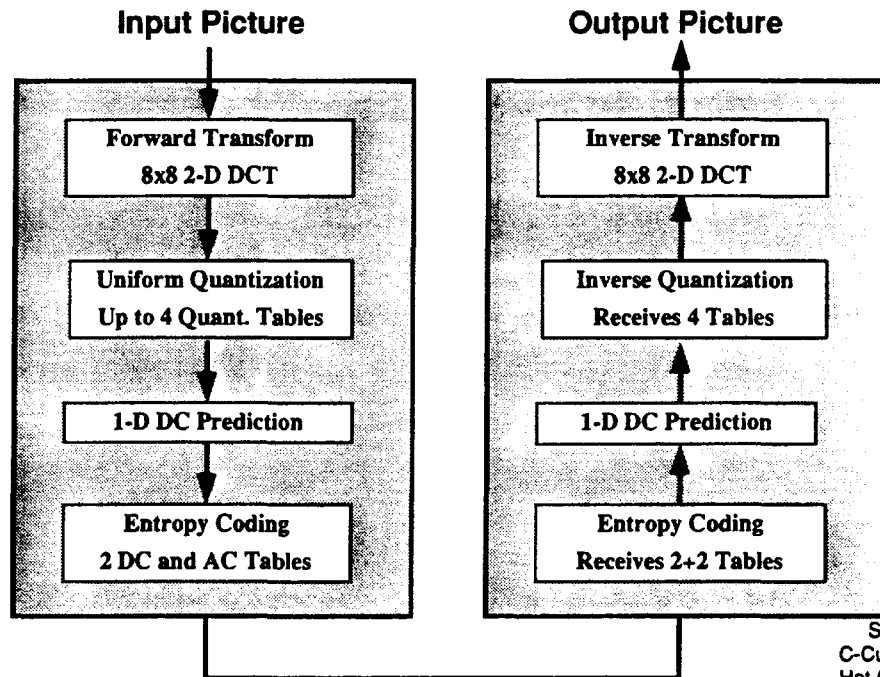 Input Picture
Forward Transform
8x8 2-D DCT
Uniform Quantization
Up to 4 Quant. Tables
1-D DC Prediction
Entropy Coding
2 DC and AC Tables
Output Picture
Inverse Transform
8x8 2-D DCT
Inverse Quantization
Receives 4 Tables
1-D DC Prediction
Entropy Coding
Receives 2+2 Tables